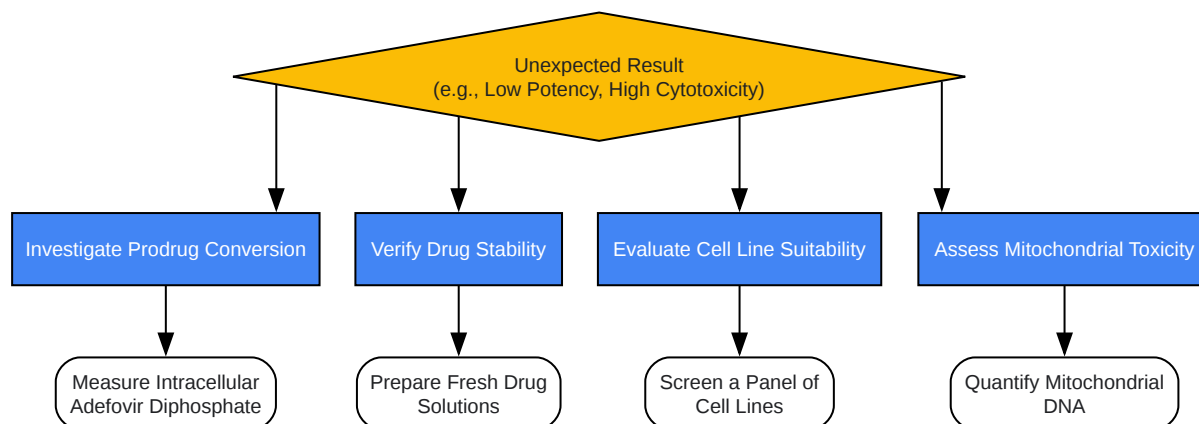 Unexpected Result
(e.g., Low Potency, High Cytotoxicity)
Investigate Prodrug Conversion
Verify Drug Stability
Evaluate Cell Line Suitability
Assess Mitochondrial Toxicity
Measure Intracellular
Adefovir Diphosphate
Prepare Fresh Drug
Solutions
Screen a Panel of
Cell Lines
Quantify Mitochondrial
DNA